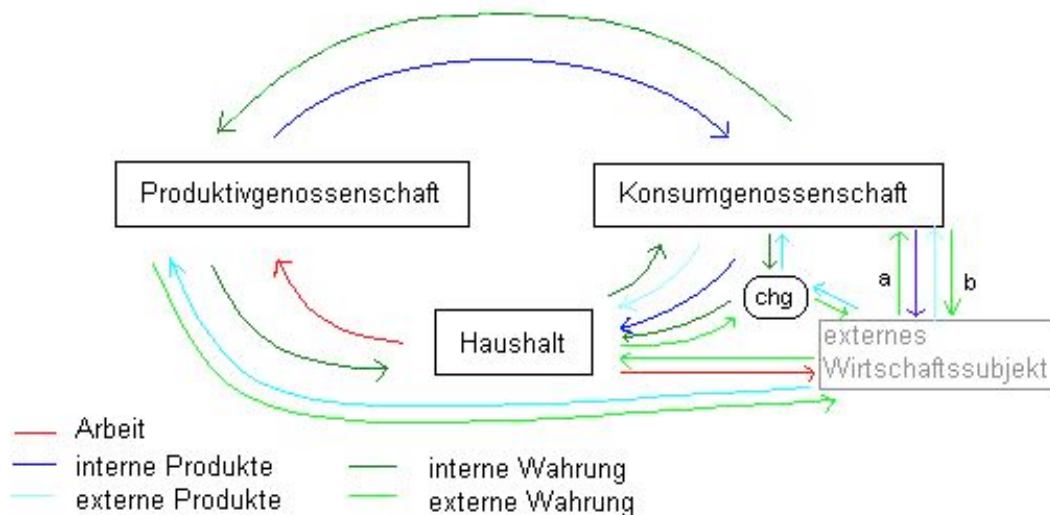 Produktivgenossenschaft
Konsumgenossenschaft
a
b
chg
Haushalt
externes
Wirtschaftssubjekt
Arbeit
interne Produkte
interne Wahrung
externe Produkte
externe Wahrung